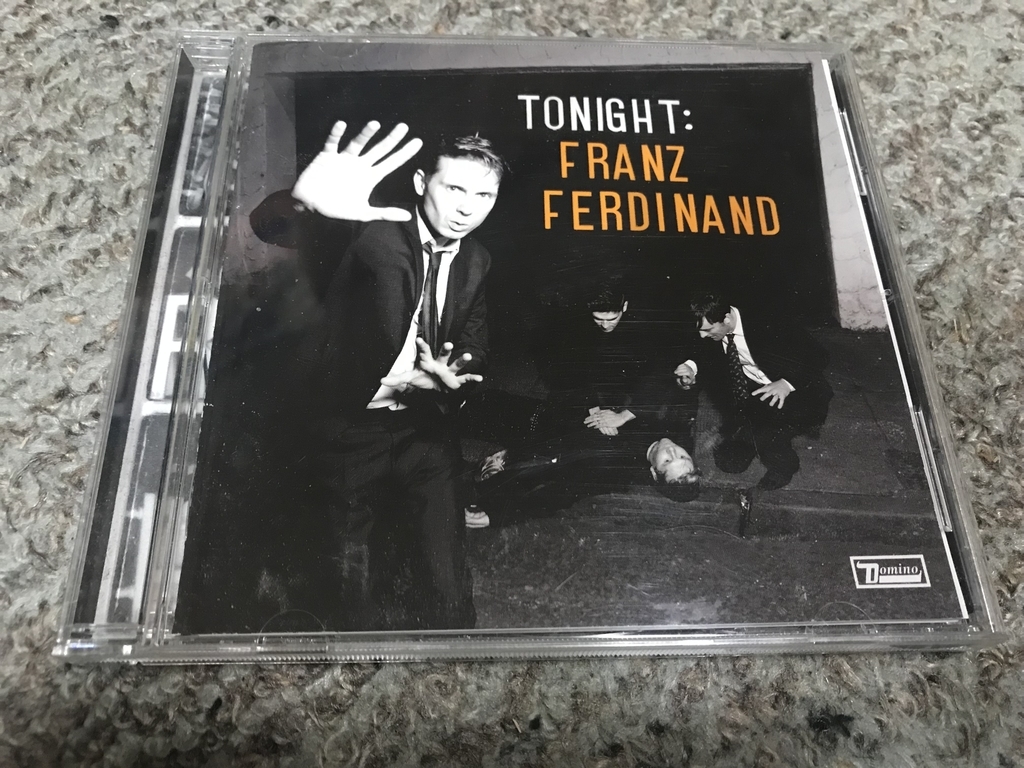 TONIGHT:
FRANZ
FERDINAND
Domino